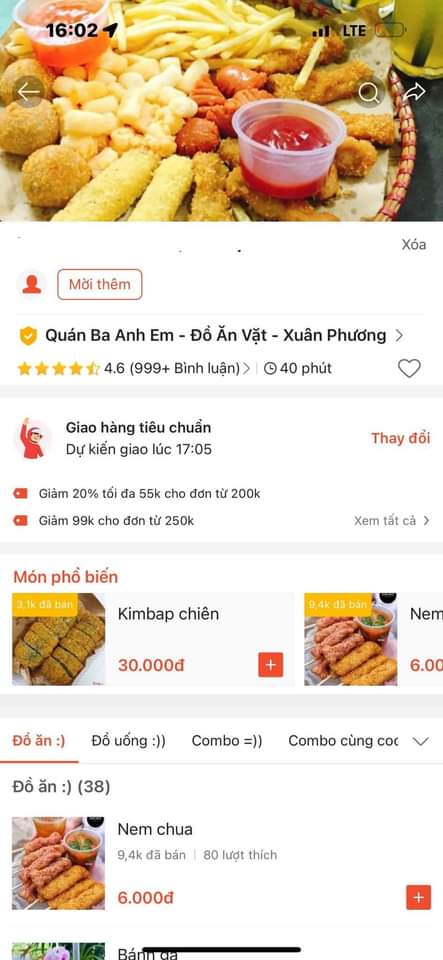 16:02
LTE
Xóa
Mời thêm
Quán Ba Anh Em - Đồ Ăn Vặt - Xuân Phương
4.6 (999+ Bình luận)
40 phút
Giao hàng tiêu chuẩn
Dự kiến giao lúc 17:05
Thay đổi
Giảm 20% tối đa 55k cho đơn từ 200k
Giảm 99k cho đơn từ 250k
Xem tất cả
Món phổ biến
3,1k đã bán
Kimbap chiên
30.000đ
9,4k đã bán
Nem
6.00
Đồ ăn :)
Đồ uống :))
Combo =))
Combo cùng coc
Đồ ăn :) (38)
Nem chua
9,4k đã bán | 80 lượt thích
6.000đ